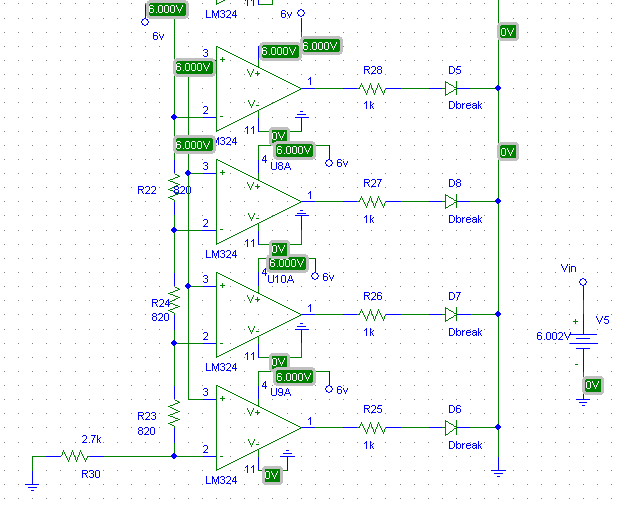 6.000V
LM324
6v
0V
6v
6.000V
6.000V
3
+
6.000V
V+
1
R28
D5
1k
Dbreak
V-
2
-
11
0V
M324
6.000V
6.000V
0V
3
+
4
U8A
6v
R22
820
V+
1
R27
D8
1k
Dbreak
V-
2
-
11
0V
LM324
6.000V
4
U10A
6v
Vin
3
+
V+
R24
820
1
R26
D7
1k
Dbreak
+
V5
6.002V
-
V-
2
-
11
0V
LM324
6.000V
4
U9A
6v
0V
3
+
V+
R23
820
1
R25
D6
1k
Dbreak
2.7k
R30
V-
2
-
11
0V
LM324